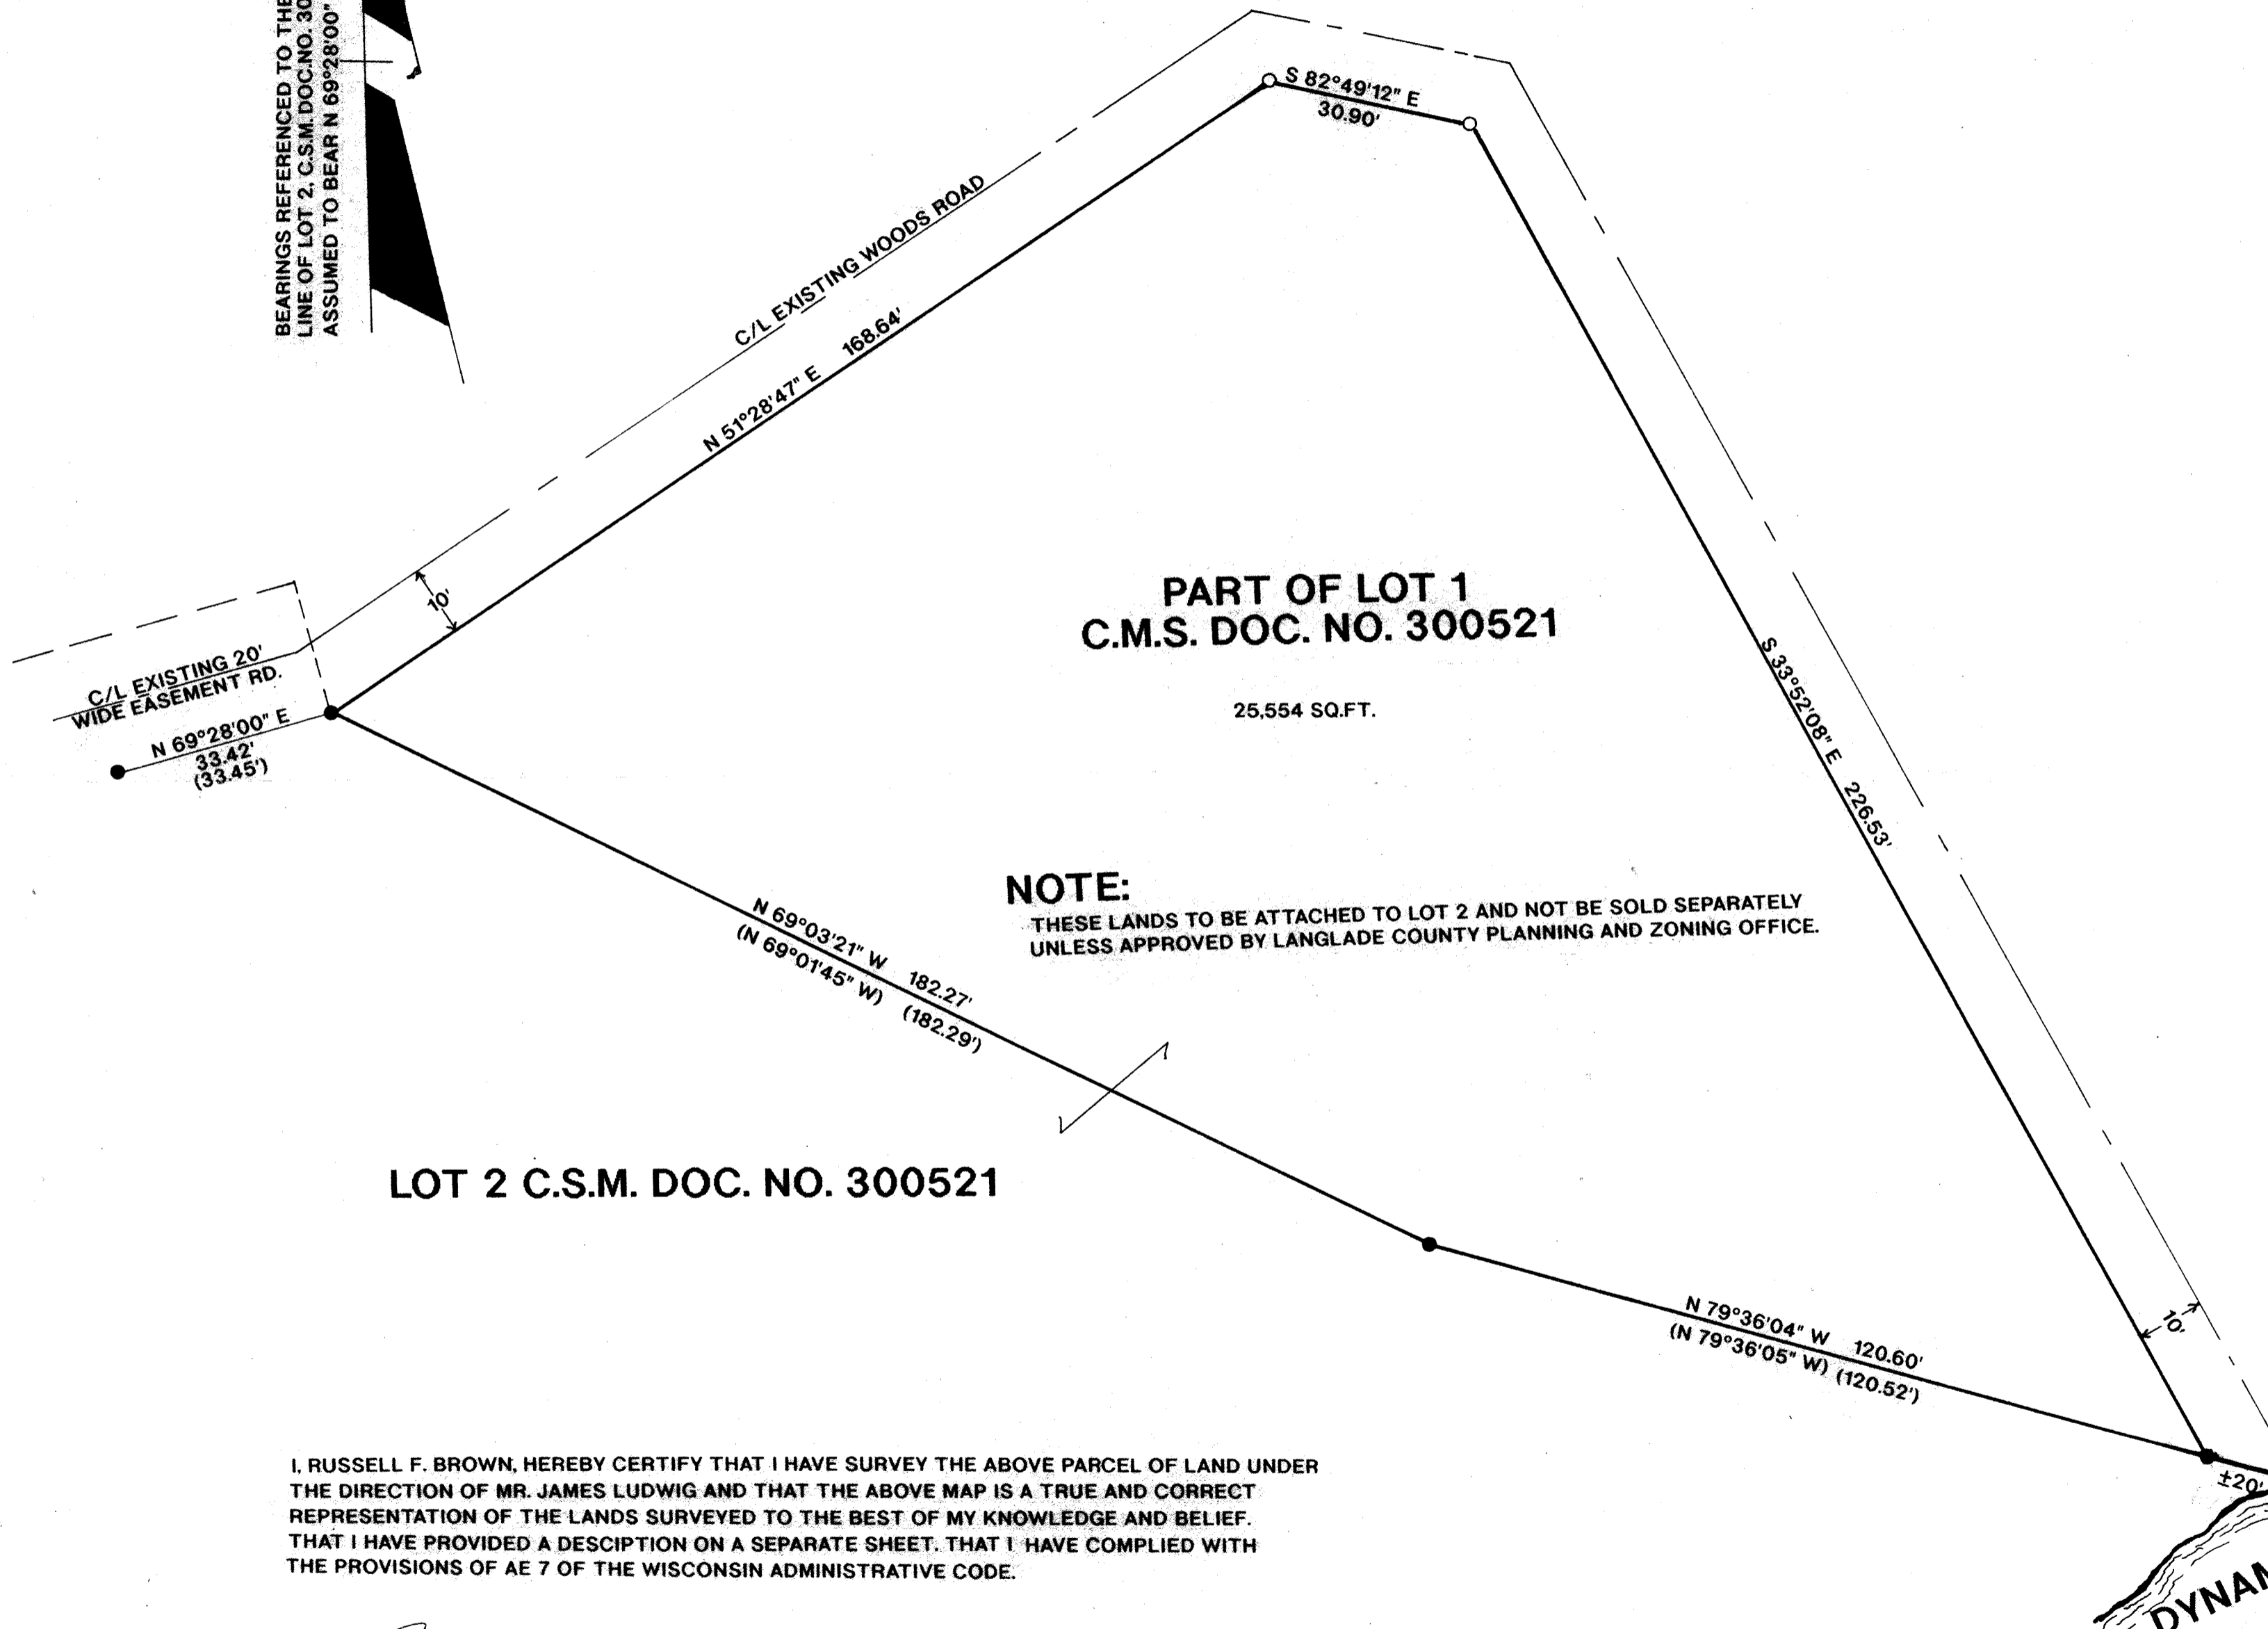 BEARINGS REFERENCED TO THE
LINE OF LOT 2, C.S.M. DOC. NO. 30
ASSUMED TO BEAR N 69°28'00"
S 82°49'12" E
30.90'
C/L EXISTING WOODS ROAD
N 51°28'47" E 168.64'
10'
C/L EXISTING 20'
WIDE EASEMENT RD.
N 69°28'00" E
33.42'
(33.45')
PART OF LOT 1
C.M.S. DOC. NO. 300521
25,554 SQ.FT.
S 33°52'08" E 226.53'
NOTE:
THESE LANDS TO BE ATTACHED TO LOT 2 AND NOT BE SOLD SEPARATELY
UNLESS APPROVED BY LANGLADE COUNTY PLANNING AND ZONING OFFICE.
N 69°03'21" W 182.27'
(N 69°01'45" W) (182.29')
LOT 2 C.S.M. DOC. NO. 300521
N 79°36'04" W 120.60'
(N 79°36'05" W) (120.52')
10'
±20'
I, RUSSELL F. BROWN, HEREBY CERTIFY THAT I HAVE SURVEY THE ABOVE PARCEL OF LAND UNDER
THE DIRECTION OF MR. JAMES LUDWIG AND THAT THE ABOVE MAP IS A TRUE AND CORRECT
REPRESENTATION OF THE LANDS SURVEYED TO THE BEST OF MY KNOWLEDGE AND BELIEF.
THAT I HAVE PROVIDED A DESCIPTION ON A SEPARATE SHEET. THAT I HAVE COMPLIED WITH
THE PROVISIONS OF AE 7 OF THE WISCONSIN ADMINISTRATIVE CODE.